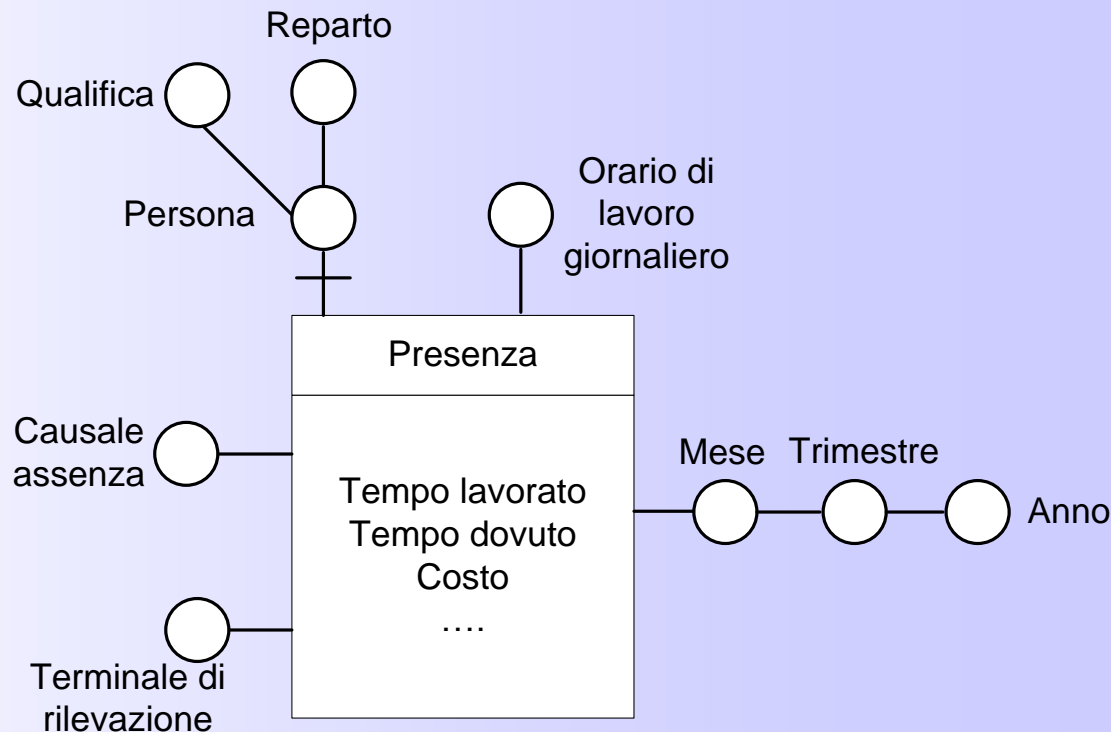 Reparto
Qualifica
Persona
Orario di
lavoro
giornaliero
Presenza
Causale
assenza
Tempo lavorato
Tempo dovuto
Costo
....
Mese
Trimestre
Anno
Terminale di
rilevazione